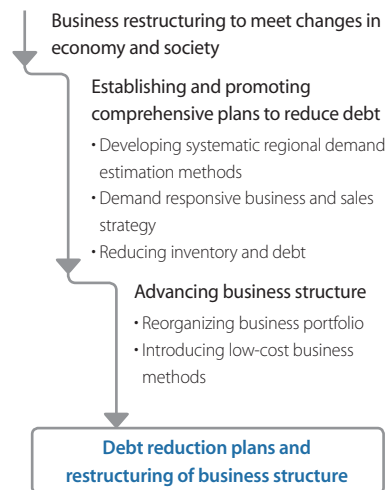 Business restructuring to meet changes in
economy and society
Establishing and promoting
comprehensive plans to reduce debt
• Developing systematic regional demand
estimation methods
• Demand responsive business and sales
strategy
• Reducing inventory and debt
Advancing business structure
• Reorganizing business portfolio
• Introducing low-cost business
methods
Debt reduction plans and
restructuring of business structure